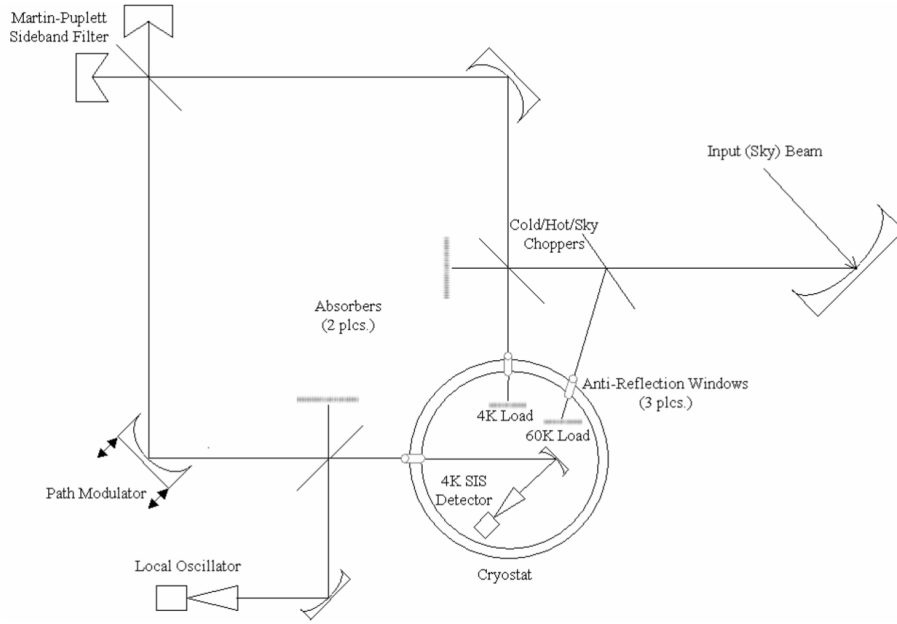 Martin-Puplett
Sideband Filter
Input (Sky) Beam
Cold/Hot/Sky
Choppers
Absorbers
(2 plcs.)
Anti-Reflection Windows
(3 plcs.)
4K Load
60K Load
4K SIS
Detector
Path Modulator
Local Oscillator
Cryostat